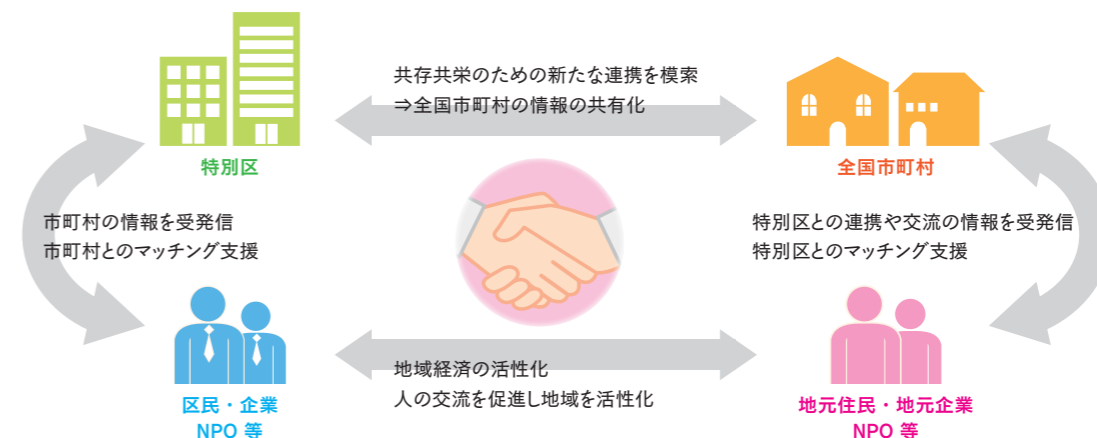 共存共栄のための新たな連携を模索
⇒全国市町村の情報の共有化
特別区
全国市町村
市町村の情報を受発信
市町村とのマッチング支援
特別区との連携や交流の情報を受発信
特別区とのマッチング支援
地域経済の活性化
人の交流を促進し地域を活性化
区民・企業
NPO 等
地元住民・地元企業
NPO 等